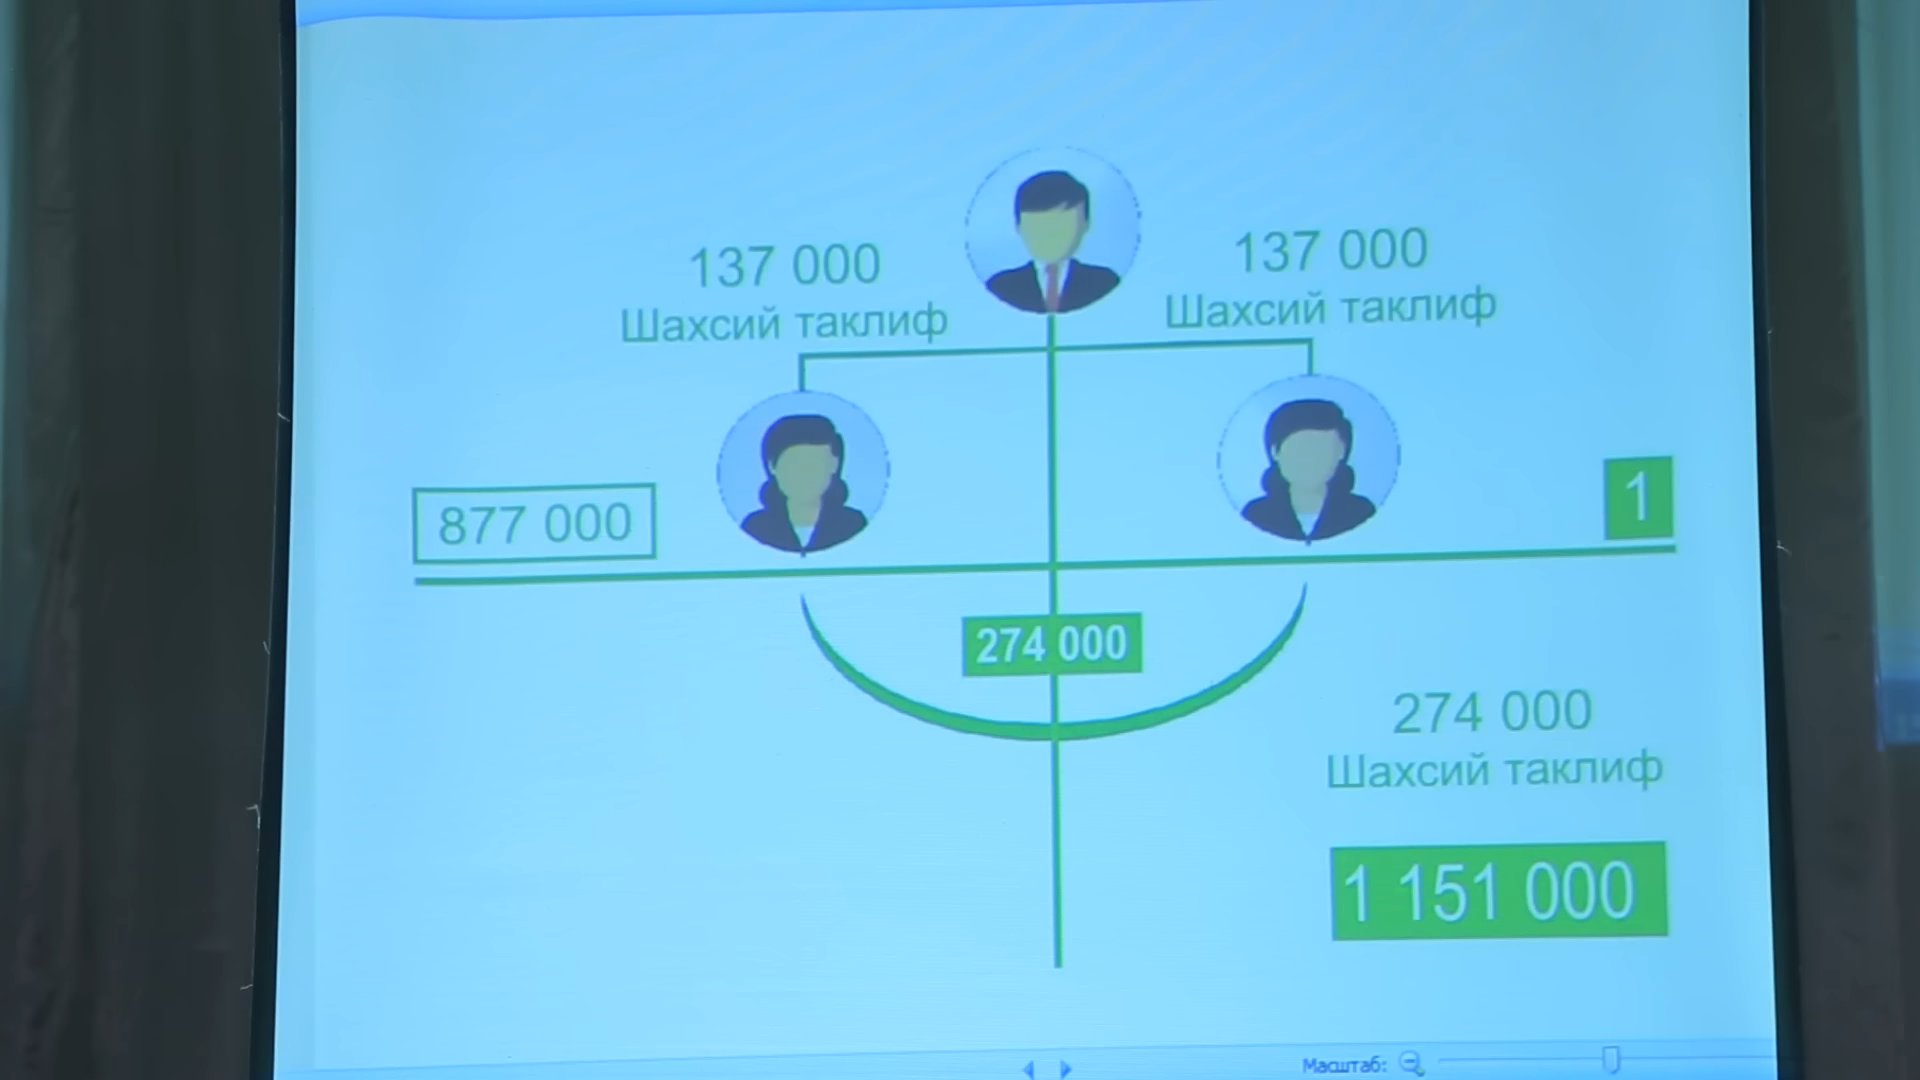 137 000
Шахсий таклиф
137 000
Шахсий таклиф
877 000
1
274 000
274 000
Шахсий таклиф
1 151 000
Масштаб: